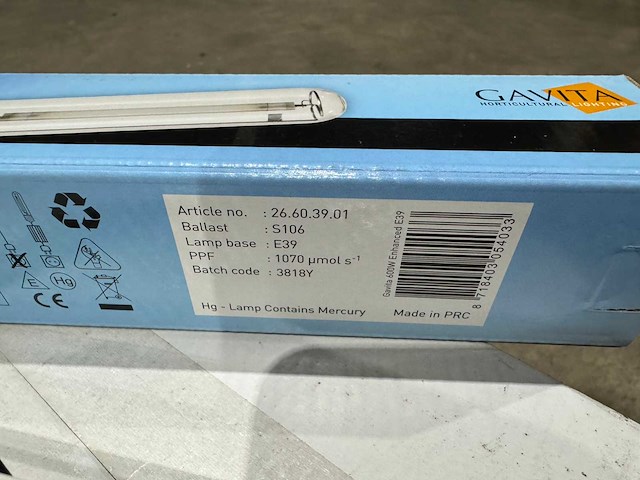 GAVITA
HORTICULTURAL LIGHTING
Article no. : 26.60.39.01
Ballast : S106
Lamp base : E39
PPF : 1070 µmol s⁻¹
Batch code : 3818Y
Hg - Lamp Contains Mercury
Made in PRC
Gavita 600W Enhanced E39
8 718403 054033
E
Hg
CE